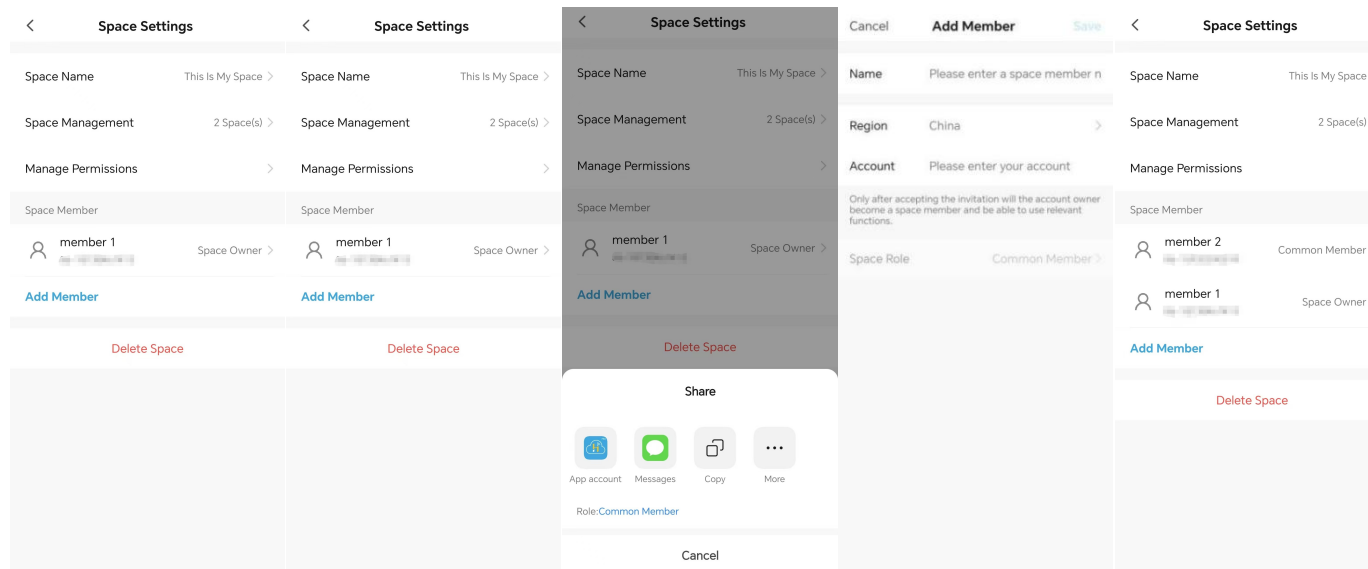 Space Settings
Space Name This Is My Space
Space Management 2 Space(s)
Manage Permissions
Space Member
member 1
Space Owner
Add Member
Delete Space
Space Settings
Space Name This Is My Space
Space Management 2 Space(s)
Manage Permissions
Space Member
member 1
Space Owner
Add Member
Delete Space
Space Settings
Space Name This Is My Space
Space Management 2 Space(s)
Manage Permissions
Space Member
member 1
Space Owner
Add Member
Delete Space
Share
App account Messages Copy More
Role:Common Member
Cancel
Cancel Add Member Save
Name Please enter a space member n
Region China
Account Please enter your account
Only after accepting the invitation will the account owner
become a space member and be able to use relevant
functions.
Space Role Common Member
Space Settings
Space Name This Is My Space
Space Management 2 Space(s)
Manage Permissions
Space Member
member 2
Common Member
member 1
Space Owner
Add Member
Delete Space